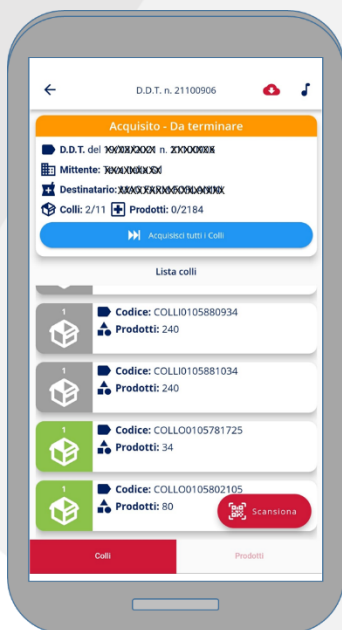 D.D.T. n. 21100906
Acquisito - Da terminare
D.D.T. del n.
Mittente:
Destinatario:
Colli: 2/11 Prodotti: 0/2184
Acquisisci tutti i Colli
Lista colli
1
Codice: COLLI0105880934
Prodotti: 240
1
Codice: COLLI0105881034
Prodotti: 240
1
Codice: COLLO0105781725
Prodotti: 34
1
Codice: COLLO0105802105
Prodotti: 80
Scansiona
Colli Prodotti